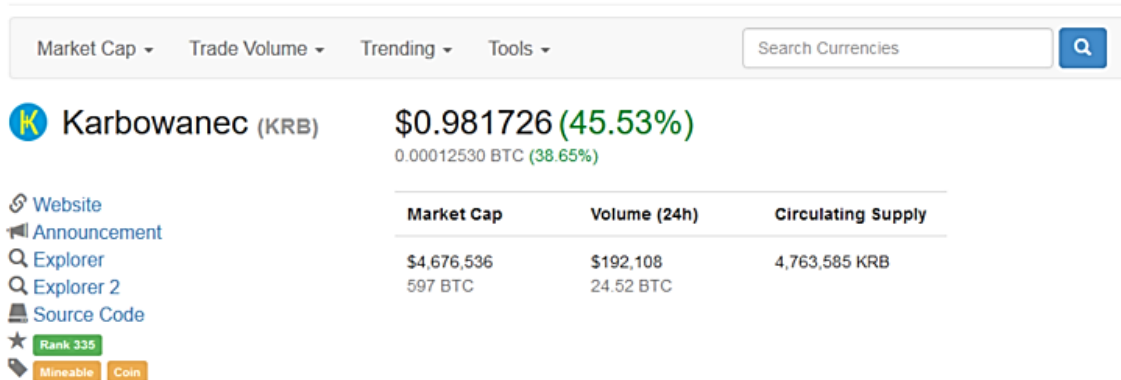 Market Cap Trade Volume Trending Tools Search Currencies
Karbowanec (KRB)
$0.981726 (45.53%)
0.00012530 BTC (38.65%)
Website
Announcement
Explorer
Explorer 2
Source Code
Rank 335
Mineable Coin
Market Cap Volume (24h) Circulating Supply
$4,676,536 $192,108 4,763,585 KRB
597 BTC 24.52 BTC